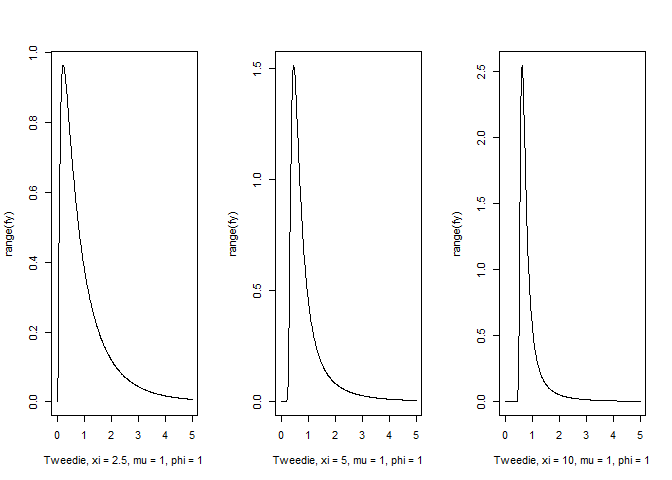 range(fy)
1.0
0.8
0.6
0.4
0.2
0.0
0 1 2 3 4 5
Tweedie, xi = 2.5, mu = 1, phi = 1
range(fy)
1.5
1.0
0.5
0.0
0 1 2 3 4 5
Tweedie, xi = 5, mu = 1, phi = 1
range(fy)
2.5
2.0
1.5
1.0
0.5
0.0
0 1 2 3 4 5
Tweedie, xi = 10, mu = 1, phi = 1